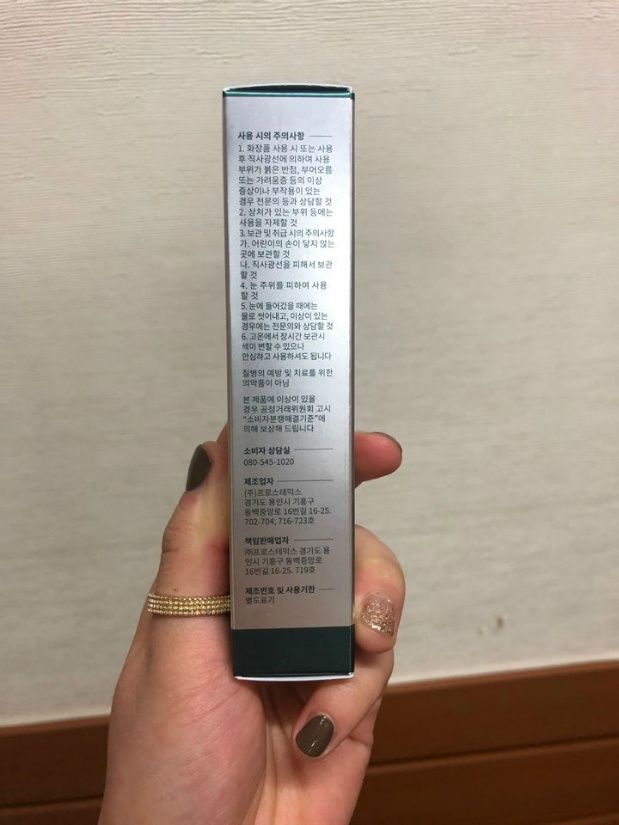 사용 시의 주의사항
1. 화장품 사용 시 또는 사용
후 직사광선에 의하여 사용
부위가 붉은 반점, 부어오름
또는 가려움증 등의 이상
증상이나 부작용이 있는
경우 전문의 등과 상담할 것
2. 상처가 있는 부위 등에는
사용을 자제할 것
3. 보관 및 취급 시의 주의사항
가. 어린이의 손이 닿지 않는
곳에 보관할 것
나. 직사광선을 피해서 보관
할 것
4. 눈 주위를 피하여 사용
할 것
5. 눈에 들어갔을 때에는
물로 씻어내고, 이상이 있는
경우에는 전문의와 상담할 것
6. 고온에서 장시간 보관시
색이 변할 수 있으나
안심하고 사용하셔도 됩니다
질병의 예방 및 치료를 위한
의약품이 아님
본 제품에 이상이 있을
경우 공정거래위원회 고시
“소비자분쟁해결기준”에
의해 보상해 드립니다
소비자 상담실
080-545-1020
제조업자
(주)프로스테믹스
경기도 용인시 기흥구
동백중앙로 16번길 16-25.
702-704, 716-723호
책임판매업자
㈜프로스테믹스 경기도 용
인시 기흥구 동백중앙로
16번길 16-25. 719호
제조번호 및 사용기한
별도표기